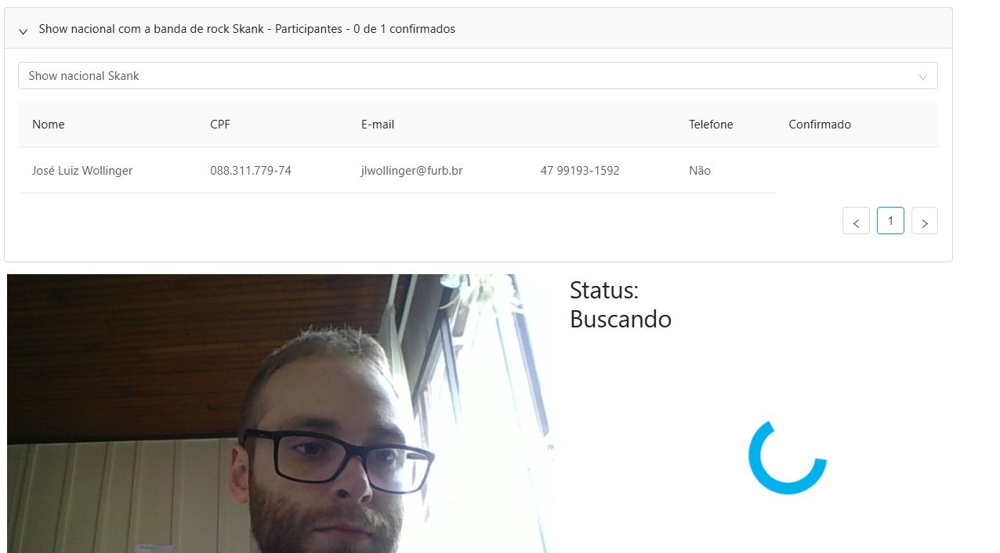 Show nacional com a banda de rock Skank - Participantes - 0 de 1 confirmados
Show nacional Skank
Nome CPF E-mail Telefone Confirmado
José Luiz Wollinger 088.311.779-74 jlwollinger@furb.br 47 99193-1592 Não
< 1 >
Status:
Buscando